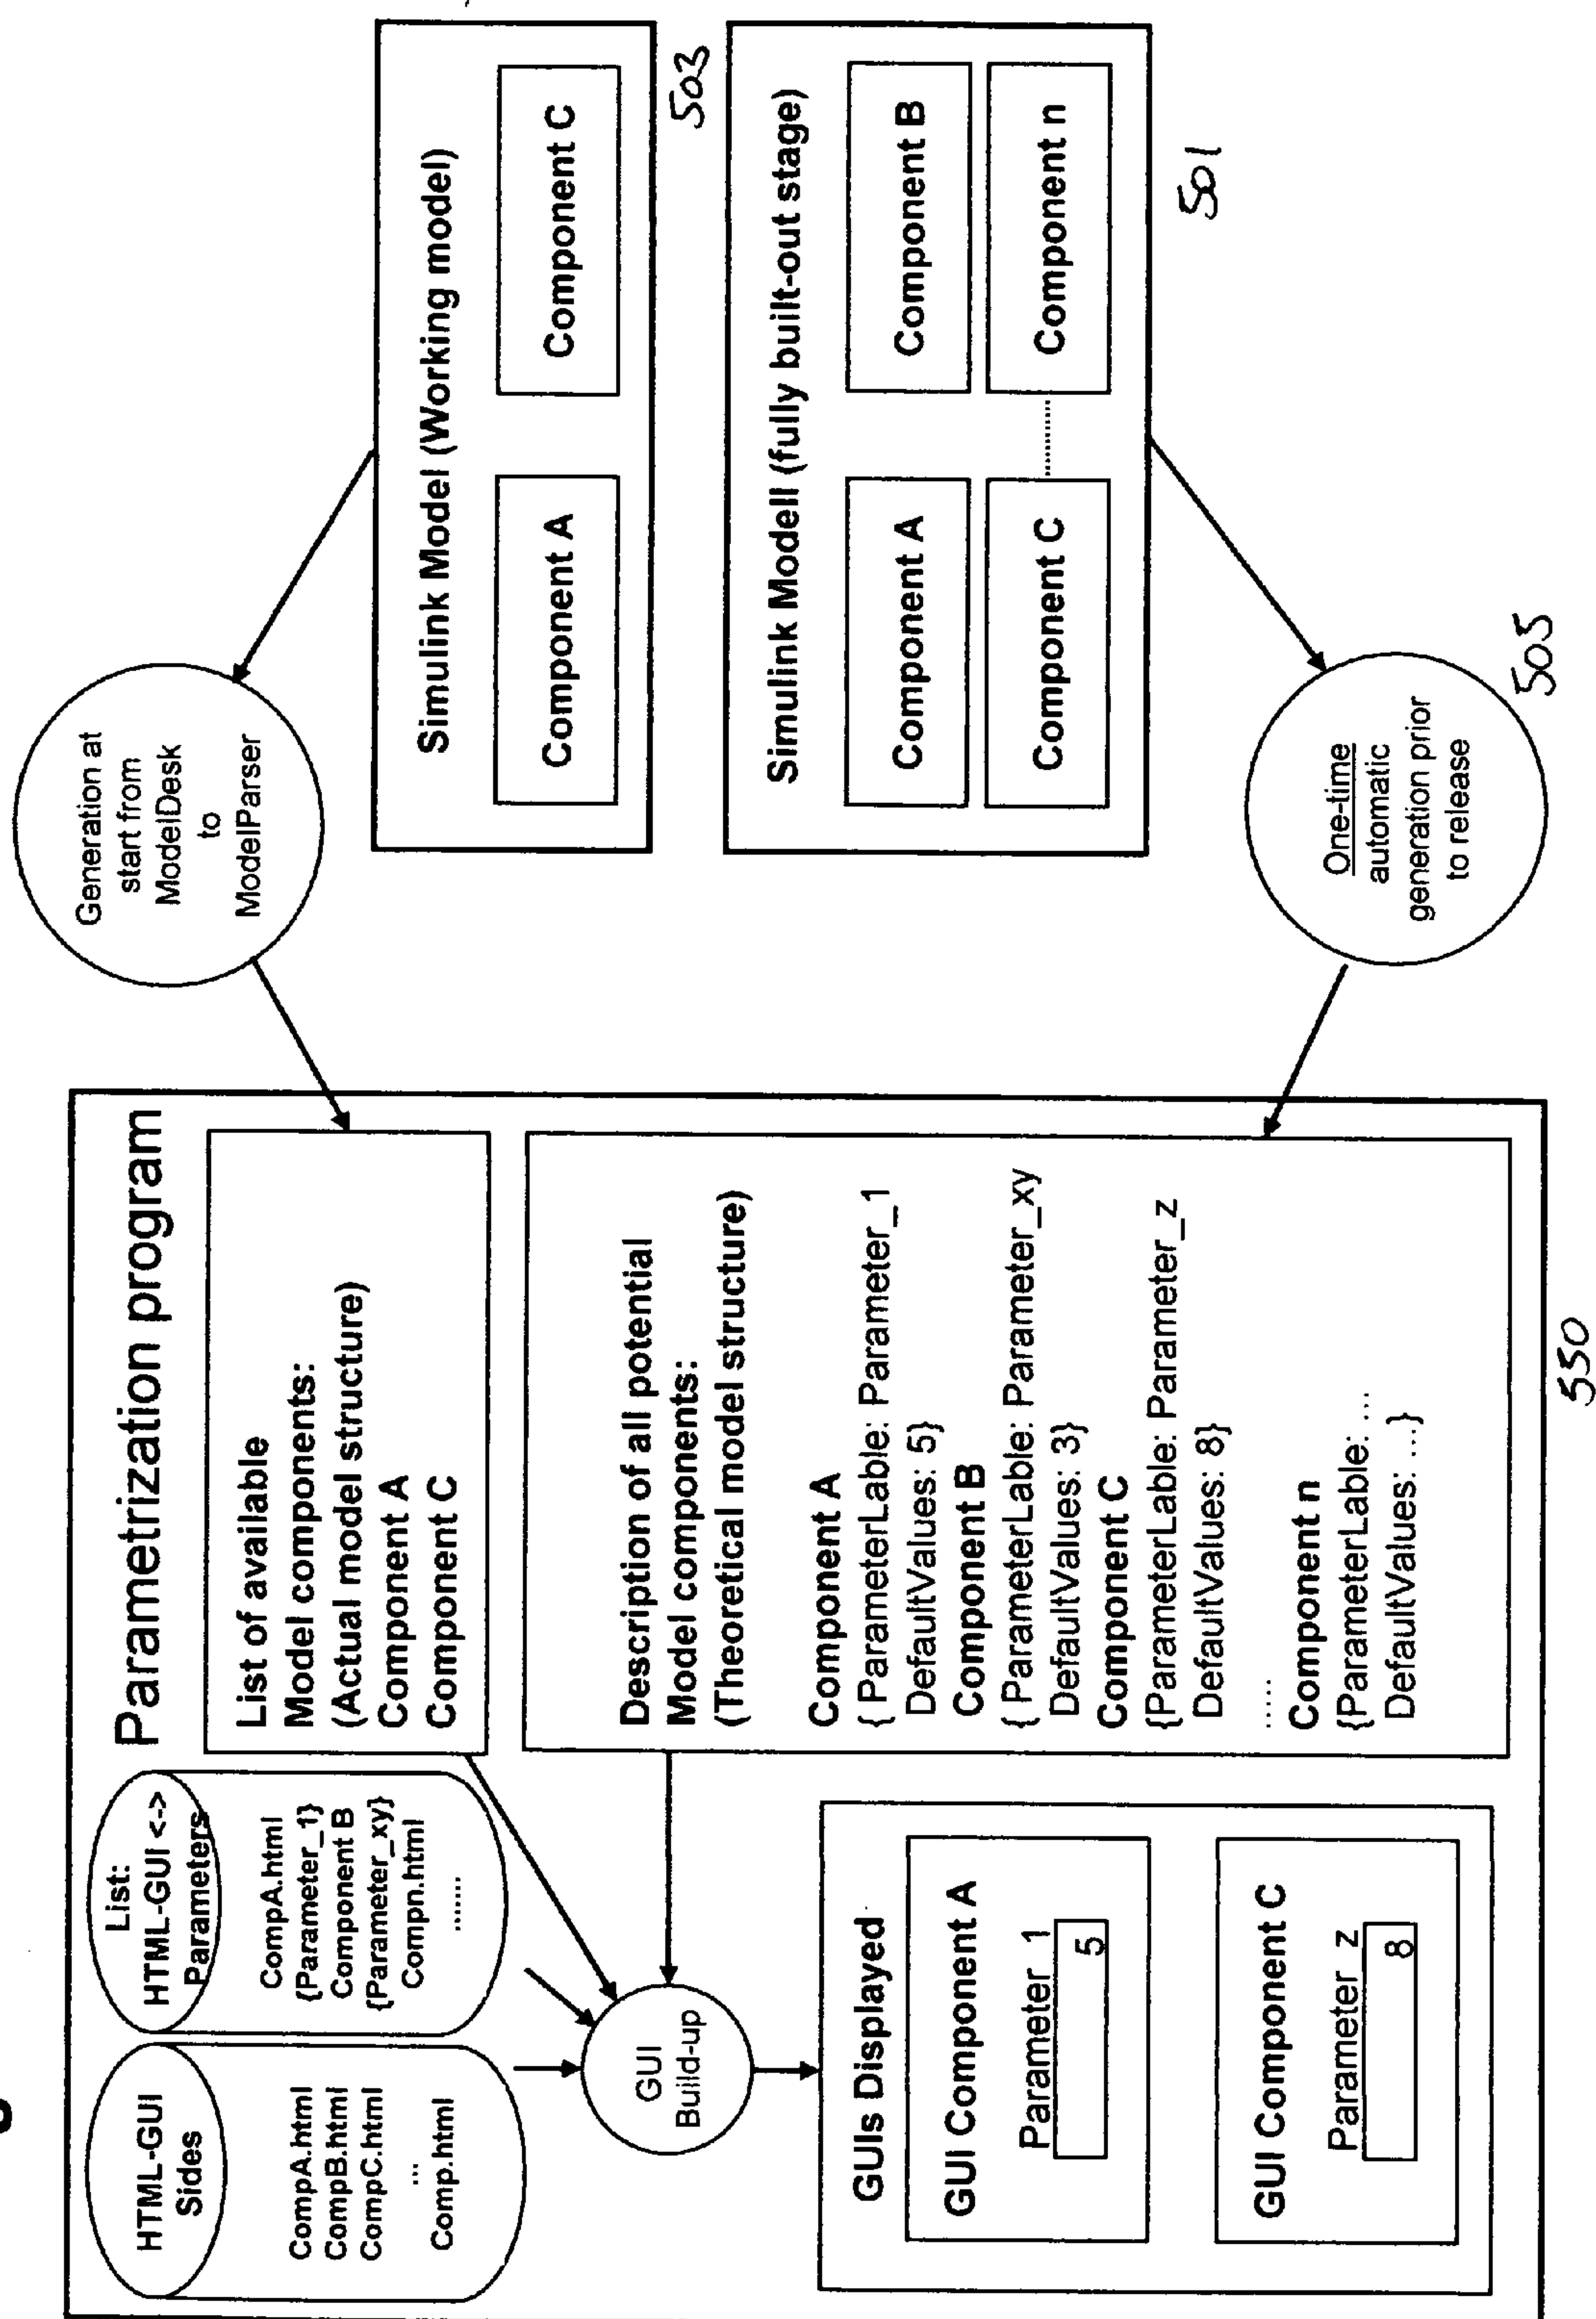 Parametrization program
HTML-GUI
Sides
CompA.html
CompB.html
CompC.html
...
Comp.html
List:
HTML-GUI <->
Parameters
CompA.html
{Parameter_1}
Component B
{Parameter_xy}
Compn.html
........
List of available
Model components:
(Actual model structure)
Component A
Component C
GUI
Build-up
Description of all potential
Model components:
(Theoretical model structure)
Component A
{ ParameterLable: Parameter_1
DefaultValues: 5}
Component B
{ ParameterLable: Parameter_xy
DefaultValues: 3}
Component C
{ParameterLable: Parameter_z
DefaultValues: 8}
.....
Component n
{ParameterLable: ...
DefaultValues: ...}
GUIs Displayed
GUI Component A
Parameter_1
5
GUI Component C
Parameter_z
8
550
Generation at
start from
ModelDesk
to
ModelParser
Simulink Model (Working model)
Component A
Component C
503
Simulink Modell (fully built-out stage)
Component A
Component B
Component C
Component n
501
One-time
automatic
generation prior
to release
505